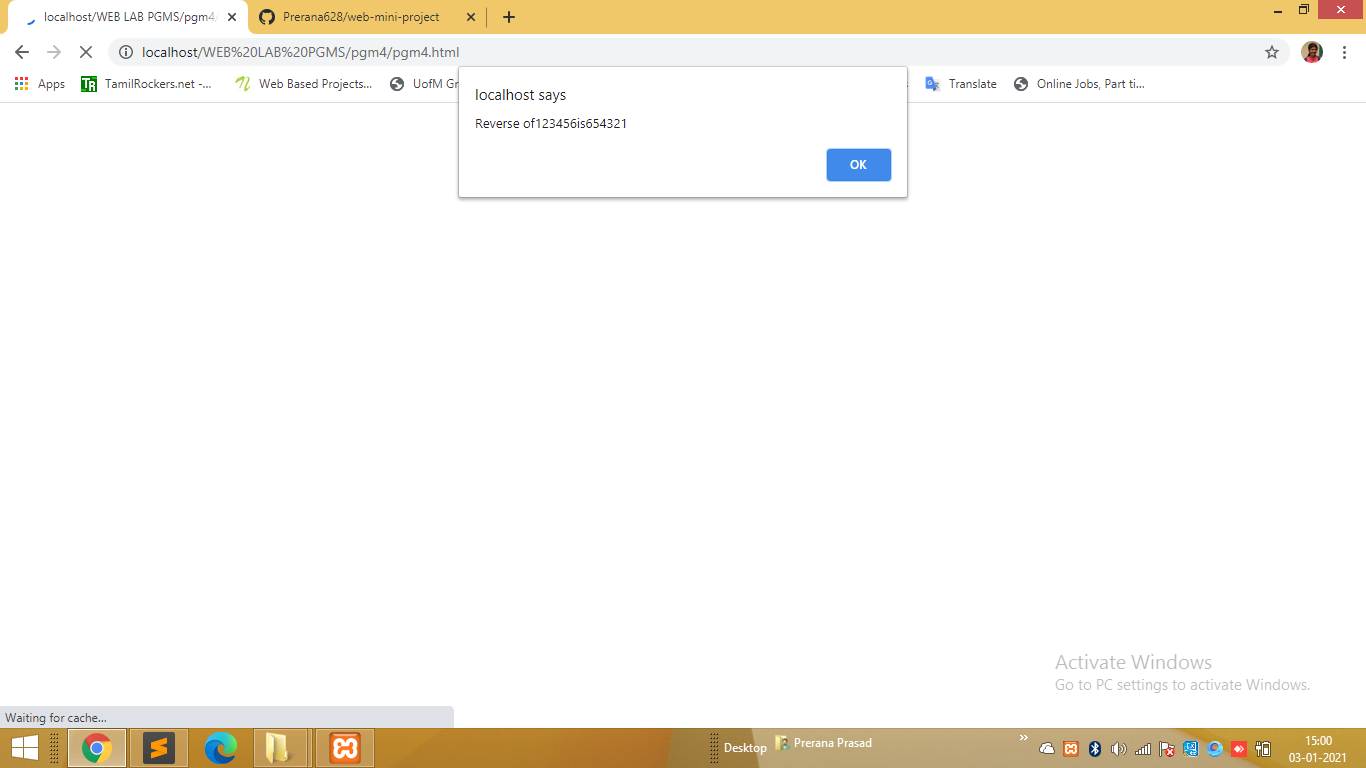 localhost/WEB LAB PGMS/pgm4/
Prerana628/web-mini-project
localhost/WEB%20LAB%20PGMS/pgm4/pgm4.html
Apps
TR
TamilRockers.net -...
Web Based Projects...
UofM Gr
Translate
Online Jobs, Part ti...
localhost says
Reverse of123456is654321
OK
Activate Windows
Go to PC settings to activate Windows.
Waiting for cache...
Desktop
Prerana Prasad
15:00
03-01-2021